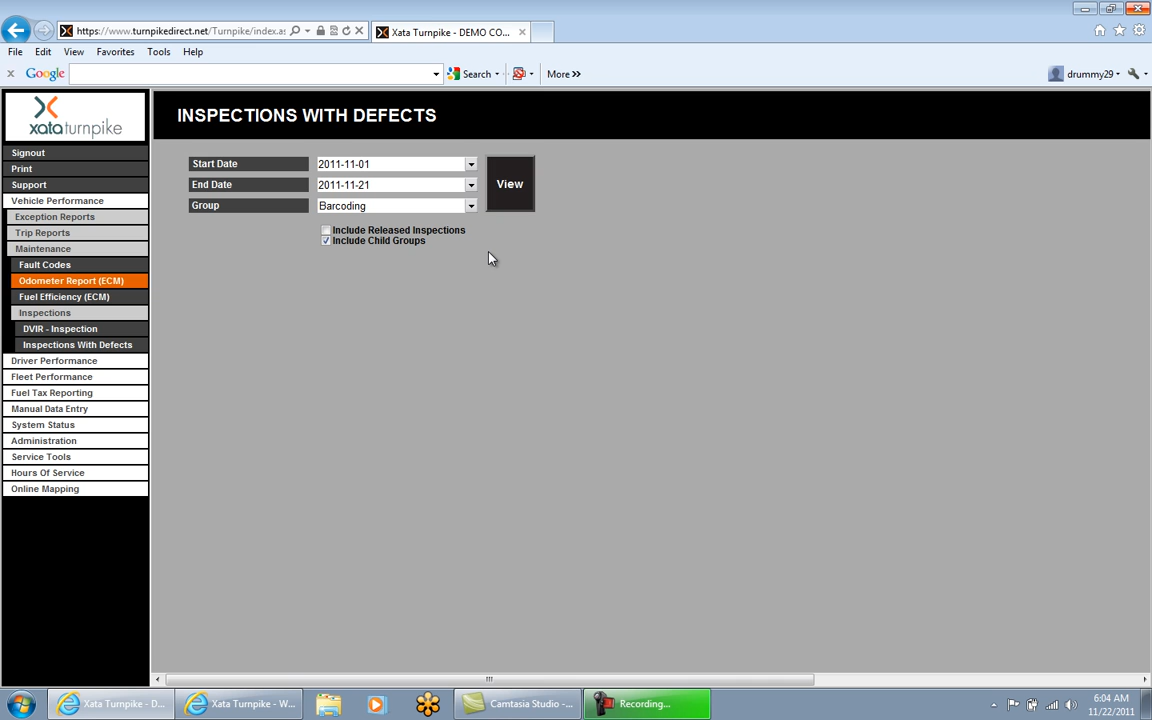 https://www.turnpikedirect.net/Turnpike/index.as
Xata Turnpike - DEMO CO...
File Edit View Favorites Tools Help
Google Search More »
drummy29
xataturnpike
INSPECTIONS WITH DEFECTS
Signout
Print
Support
Vehicle Performance
Exception Reports
Trip Reports
Maintenance
Fault Codes
Odometer Report (ECM)
Fuel Efficiency (ECM)
Inspections
DVIR - Inspection
Inspections With Defects
Driver Performance
Fleet Performance
Fuel Tax Reporting
Manual Data Entry
System Status
Administration
Service Tools
Hours Of Service
Online Mapping
Start Date 2011-11-01
End Date 2011-11-21
Group Barcoding
View
Include Released Inspections
Include Child Groups
Xata Turnpike - D...
Xata Turnpike - W...
Camtasia Studio -...
Recording...
6:04 AM
11/22/2011